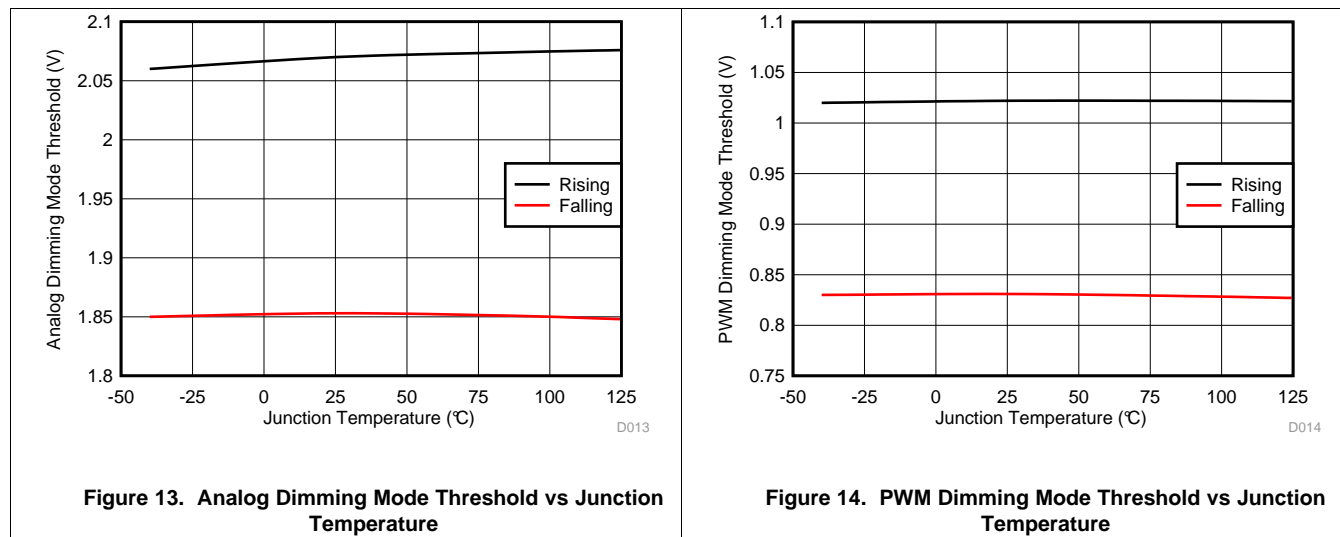 Analog Dimming Mode Threshold (V)
2.1
2.05
2
1.95
1.9
1.85
1.8
-50 -25 0 25 50 75 100 125
Junction Temperature (°C)
Rising
Falling
D013
Figure 13. Analog Dimming Mode Threshold vs Junction
Temperature
PWM Dimming Mode Threshold (V)
1.1
1.05
1
0.95
0.9
0.85
0.8
0.75
-50 -25 0 25 50 75 100 125
Junction Temperature (°C)
Rising
Falling
D014
Figure 14. PWM Dimming Mode Threshold vs Junction
Temperature